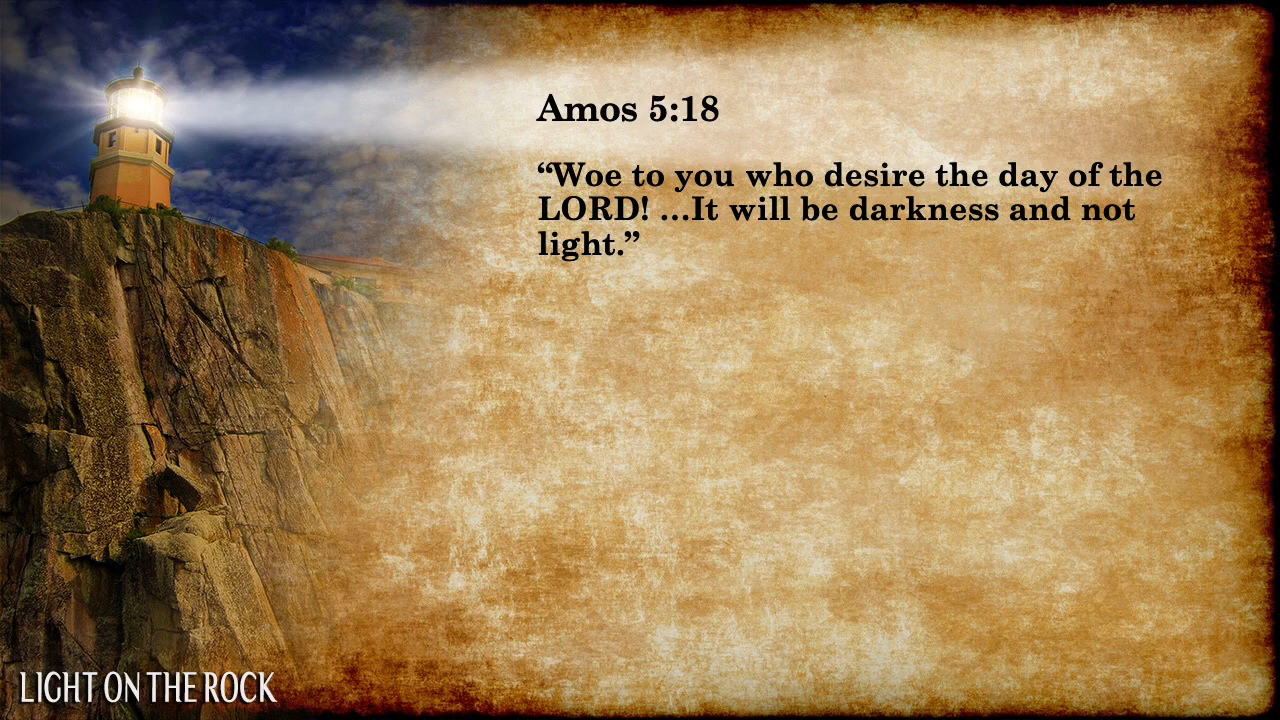 Amos 5:18
“Woe to you who desire the day of the
LORD! ...It will be darkness and not
light.”
LIGHT ON THE ROCK